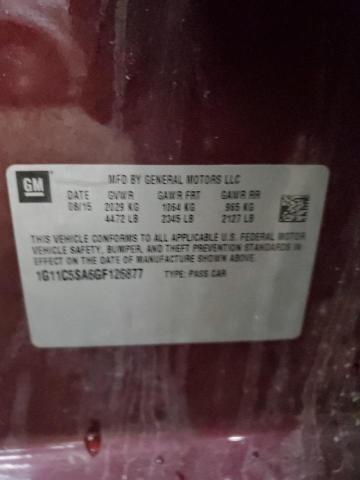 GM
MFD BY GENERAL MOTORS LLC
DATE GVWR GAWR FRT GAWR RR
08/15 2029 KG 1064 KG 965 KG
4472 LB 2345 LB 2127 LB
THIS VEHICLE CONFORMS TO ALL APPLICABLE U.S. FEDERAL MOTOR
VEHICLE SAFETY, BUMPER, AND THEFT PREVENTION STANDARDS
IN EFFECT ON THE DATE OF MANUFACTURE SHOWN ABOVE.
1G11C5SA6GF126877 TYPE: PASS CAR